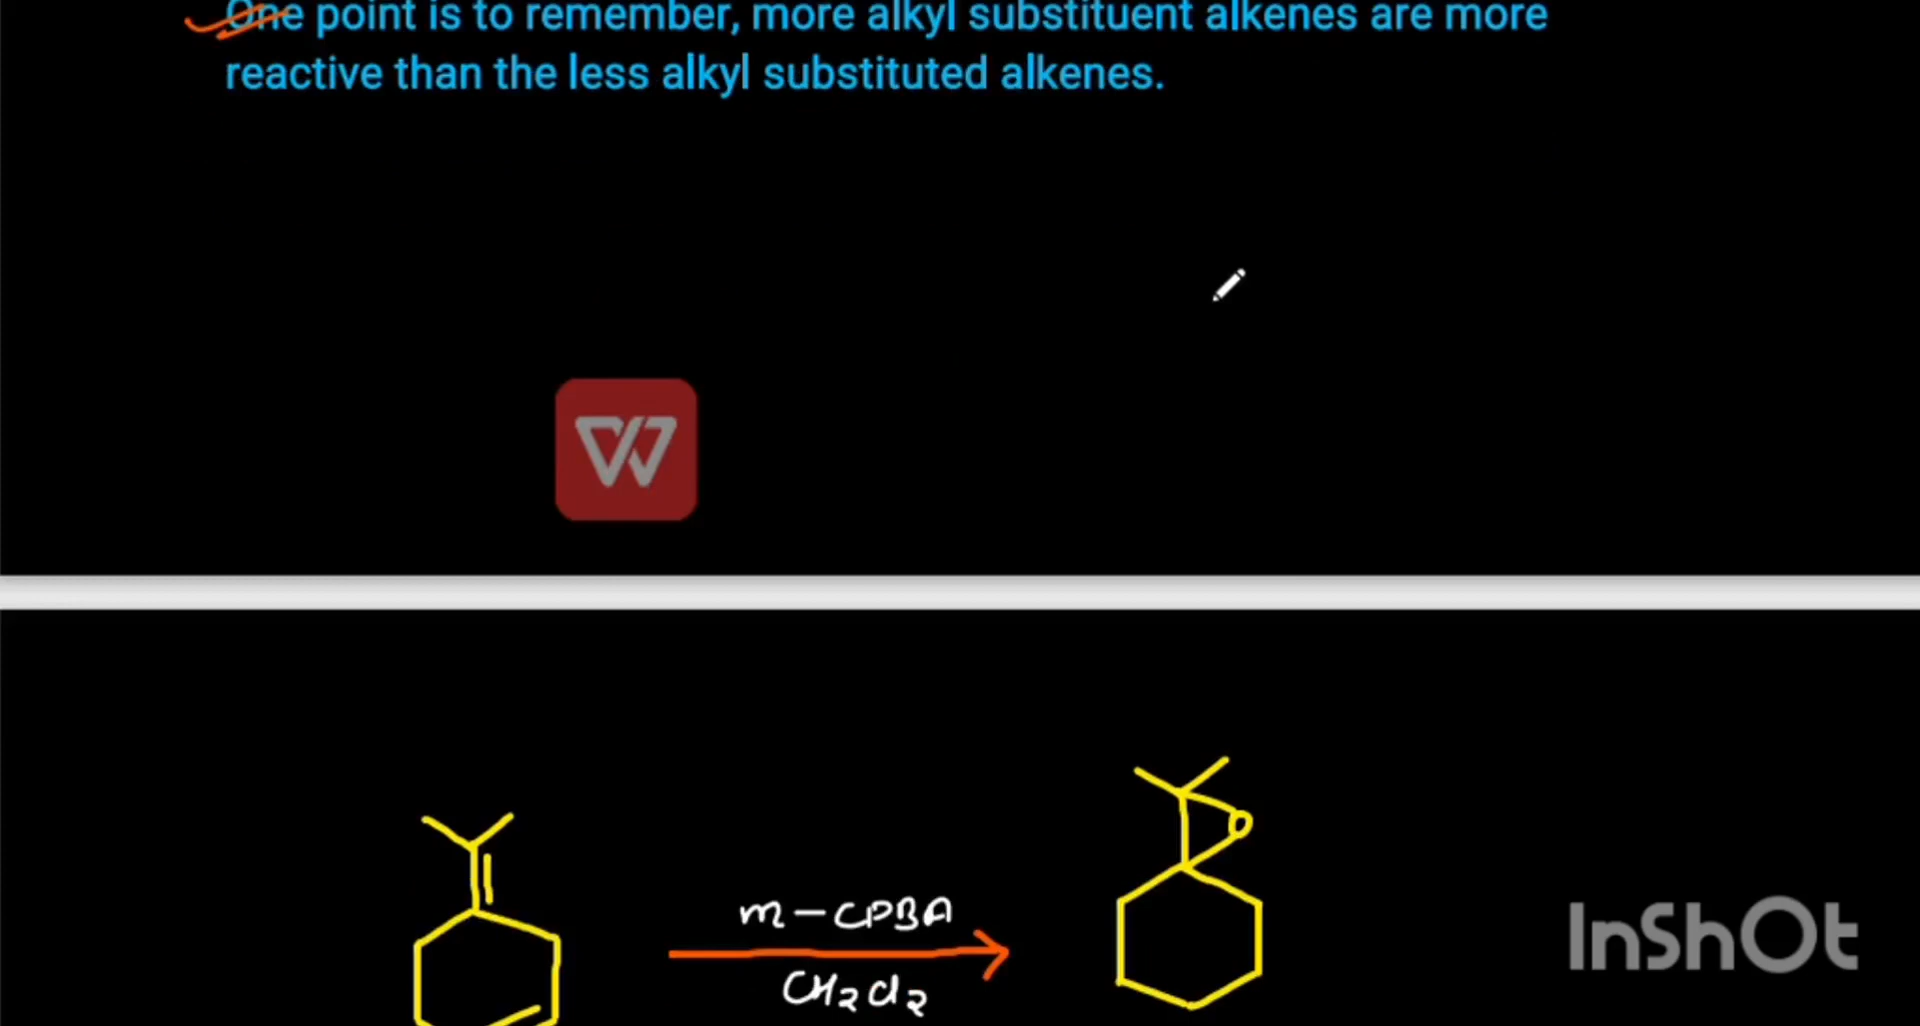 One point is to remember, more alkyl substituent alkenes are more
reactive than the less alkyl substituted alkenes.
W
O
m-CPBA
CH2Cl2
InShOt